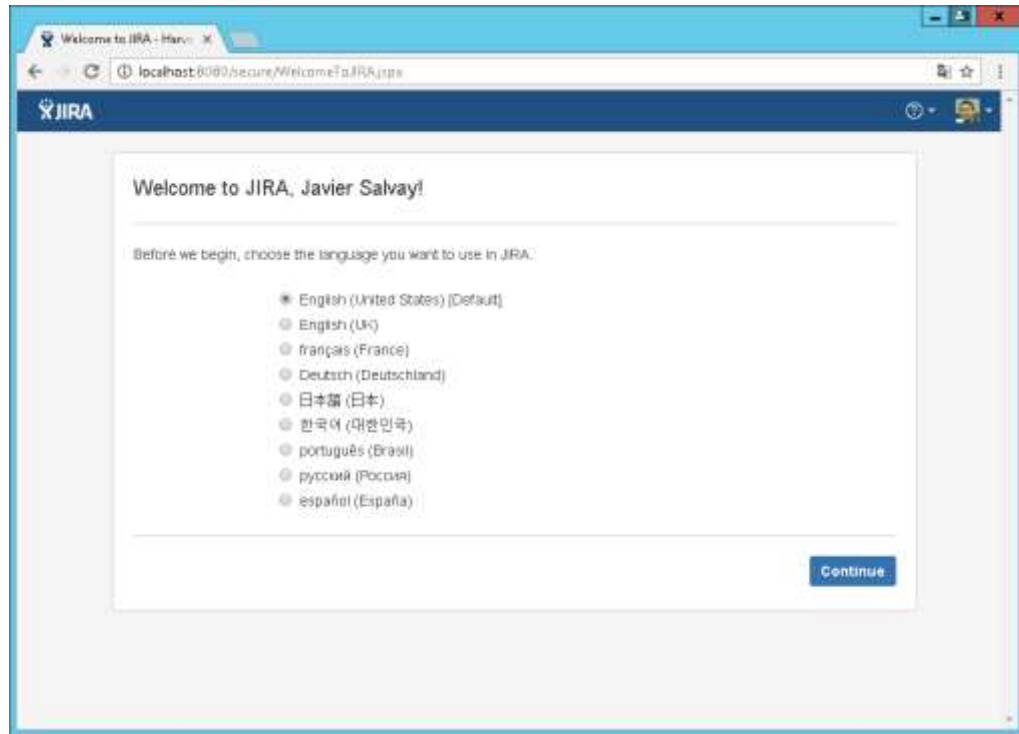 Welcome to JIRA - Harv
localhost:8080/secure/WelcomeToJIRA.jspa
JIRA
Welcome to JIRA, Javier Salvay!
Before we begin, choose the language you want to use in JIRA.
English (United States) [Default]
English (UK)
français (France)
Deutsch (Deutschland)
日本語 (日本)
한국어 (대한민국)
português (Brasil)
русский (Россия)
español (España)
Continue